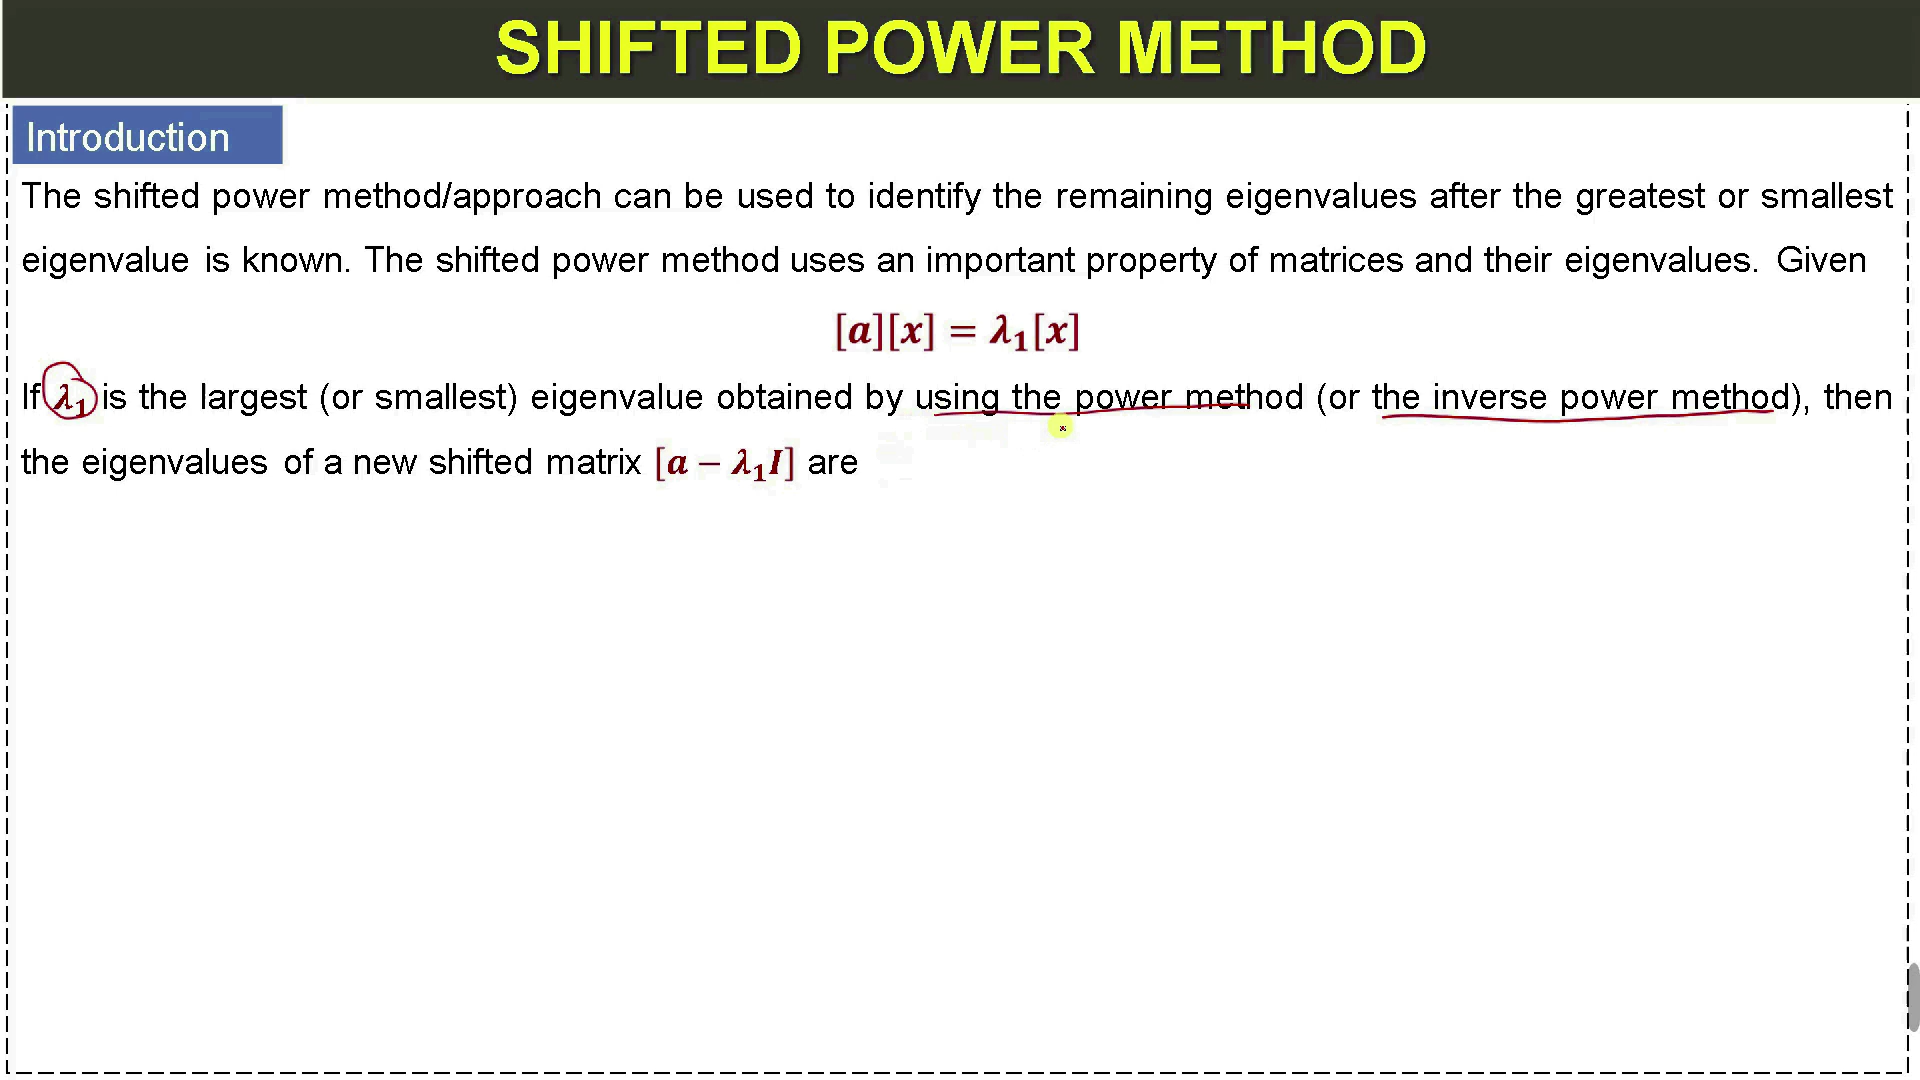 SHIFTED POWER METHOD
Introduction
The shifted power method/approach can be used to identify the remaining eigenvalues after the greatest or smallest
eigenvalue is known. The shifted power method uses an important property of matrices and their eigenvalues. Given
[a][x] = λ₁[x]
If λ₁ is the largest (or smallest) eigenvalue obtained by using the power method (or the inverse power method), then
the eigenvalues of a new shifted matrix [a − λ₁I] are